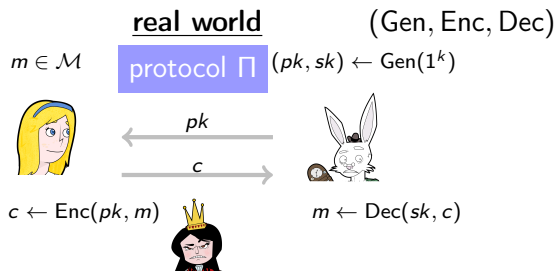 real world (Gen, Enc, Dec)
m ∈ ℳ protocol Π (pk, sk) ← Gen(1^k)
pk
c
c ← Enc(pk, m) m ← Dec(sk, c)